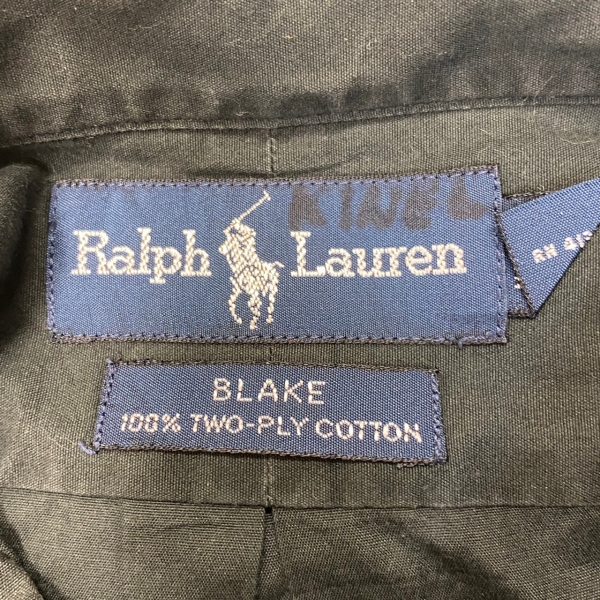 Ralph Lauren
BLAKE
100% TWO-PLY COTTON